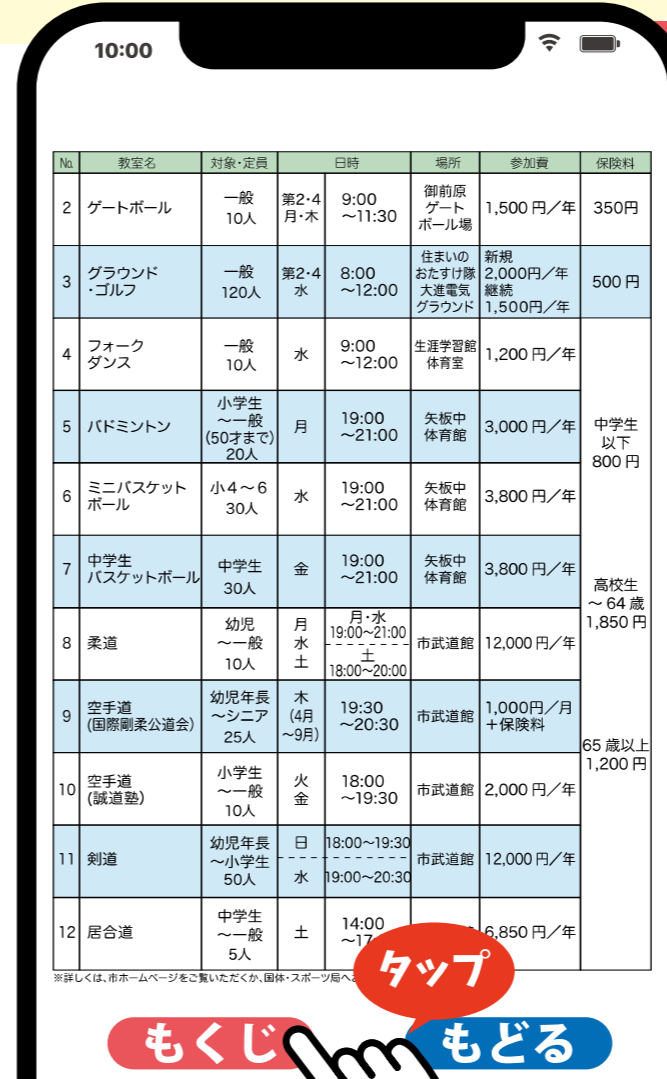 10:00
No. 教室名 対象・定員 日時 場所 参加費 保険料
2 ゲートボール 一般 10人 第2・4 月・木 9:00 ～11:30 御前原 ゲート ボール場 1,500円／年 350円
3 グラウンド ・ゴルフ 一般 120人 第2・4 水 8:00 ～12:00 住まいの おたすけ隊 大進電気 グラウンド 新規 2,000円／年 継続 1,500円／年 500円
4 フォーク ダンス 一般 10人 水 9:00 ～12:00 生涯学習館 体育室 1,200円／年
5 バドミントン 小学生 ～一般 (50才まで) 20人 月 19:00 ～21:00 矢板中 体育館 3,000円／年
中学生 以下 800円
6 ミニバスケット ボール 小4～6 30人 水 19:00 ～21:00 矢板中 体育館 3,800円／年
7 中学生 バスケットボール 中学生 30人 金 19:00 ～21:00 矢板中 体育館 3,800円／年
高校生 ～64歳 1,850円
8 柔道 幼児 ～一般 10人 月 水 土 月・水 19:00～21:00 土 18:00～20:00 市武道館 12,000円／年
9 空手道 (国際剛柔公道会) 幼児年長 ～シニア 25人 木 (4月 ～9月) 19:30 ～20:30 市武道館 1,000円／月 ＋保険料
65歳以上 1,200円
10 空手道 (誠道塾) 小学生 ～一般 10人 火 金 18:00 ～19:30 市武道館 2,000円／年
11 剣道 幼児年長 ～小学生 50人 日 18:00～19:30 水 19:00～20:30 市武道館 12,000円／年
12 居合道 中学生 ～一般 5人 土 14:00 ～17 6,850円／年
※詳しくは、市ホームページをご覧いただくか、国体・スポーツ局へ
タップ
もくじ
もどる